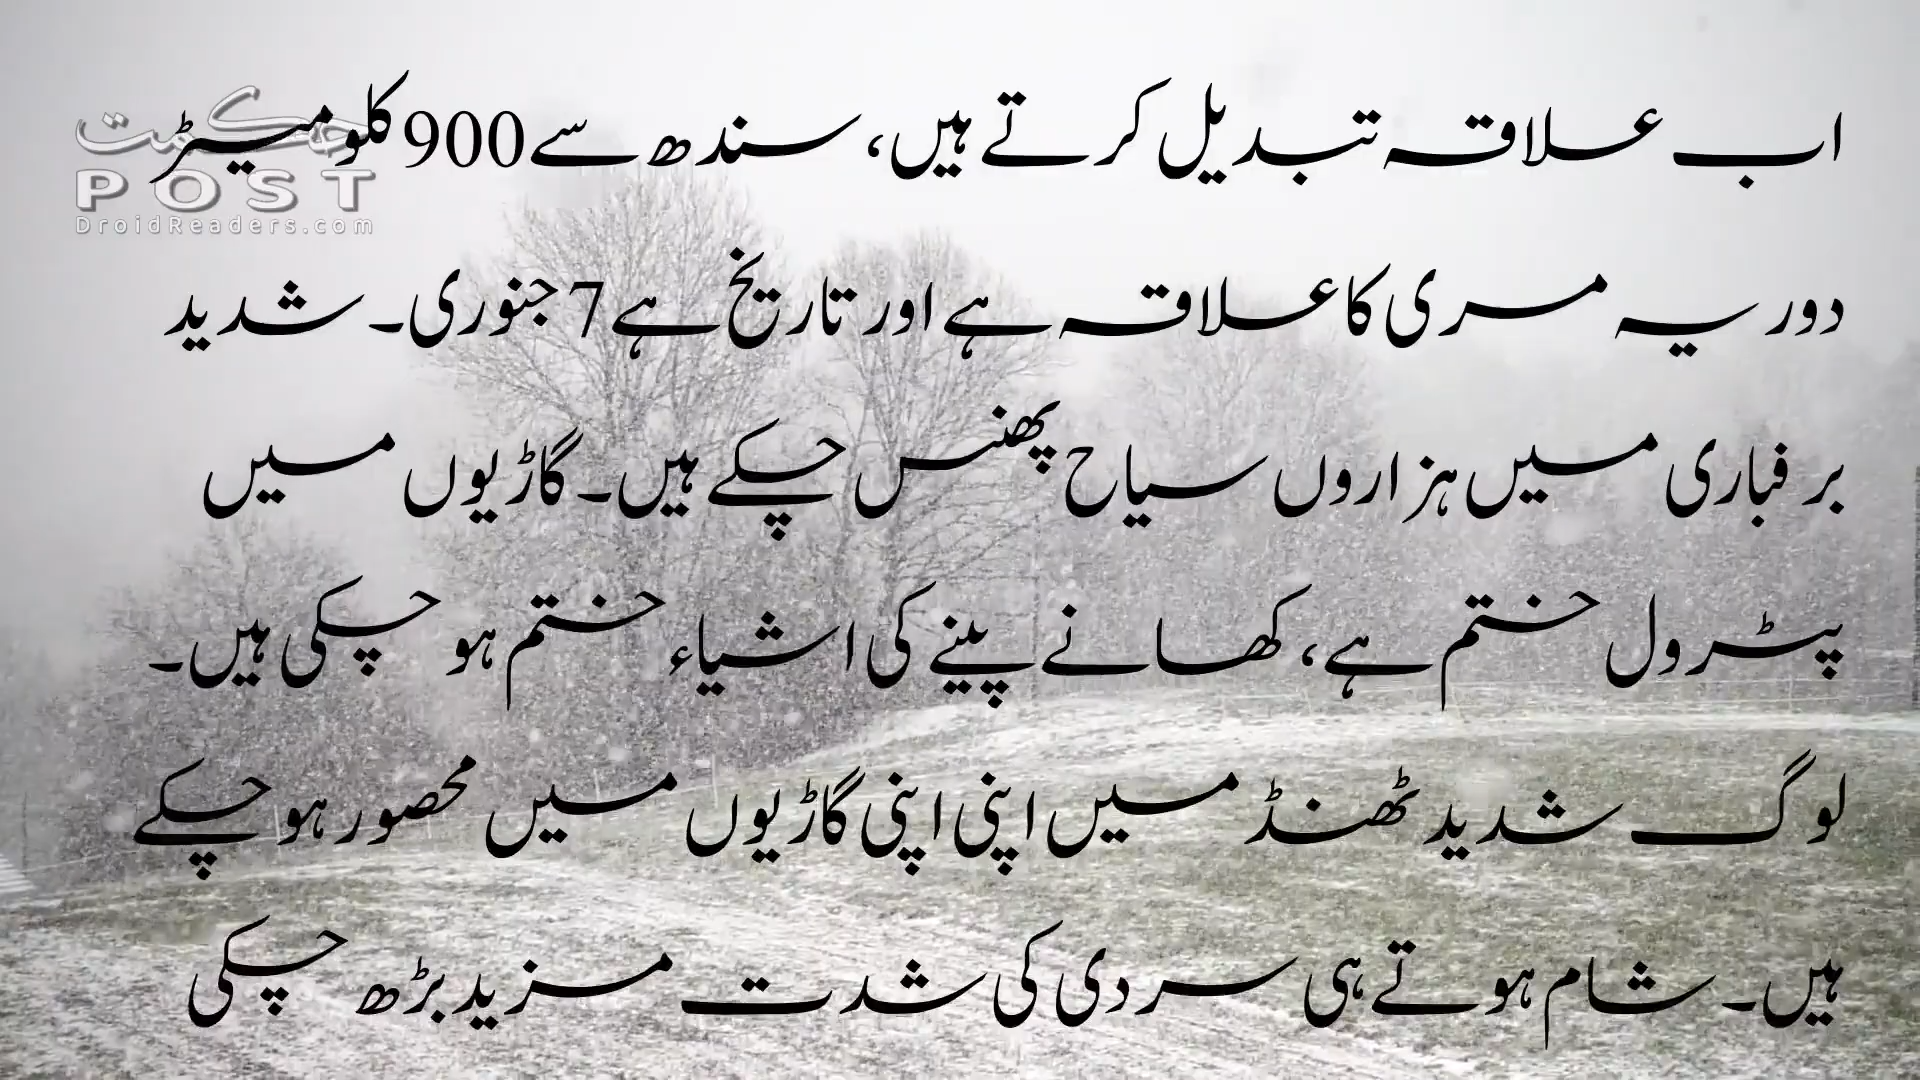 اب علاقہ تبدیل کرتے ہیں، سندھ سے 900 کلو میٹر
دور یہ مری کا علاقہ ہے اور تاریخ ہے 7 جنوری۔ شدید
برفباری میں ہزاروں سیاح پھنس چکے ہیں۔ گاڑیوں میں
پٹرول ختم ہے، کھانے پینے کی اشیاء ختم ہو چکی ہیں۔
لوگ شدید ٹھنڈ میں اپنی اپنی گاڑیوں میں محصور ہو چکے
ہیں۔ شام ہوتے ہی سردی کی شدت مزید بڑھ چکی
حکمت
POST
DroidReaders.com